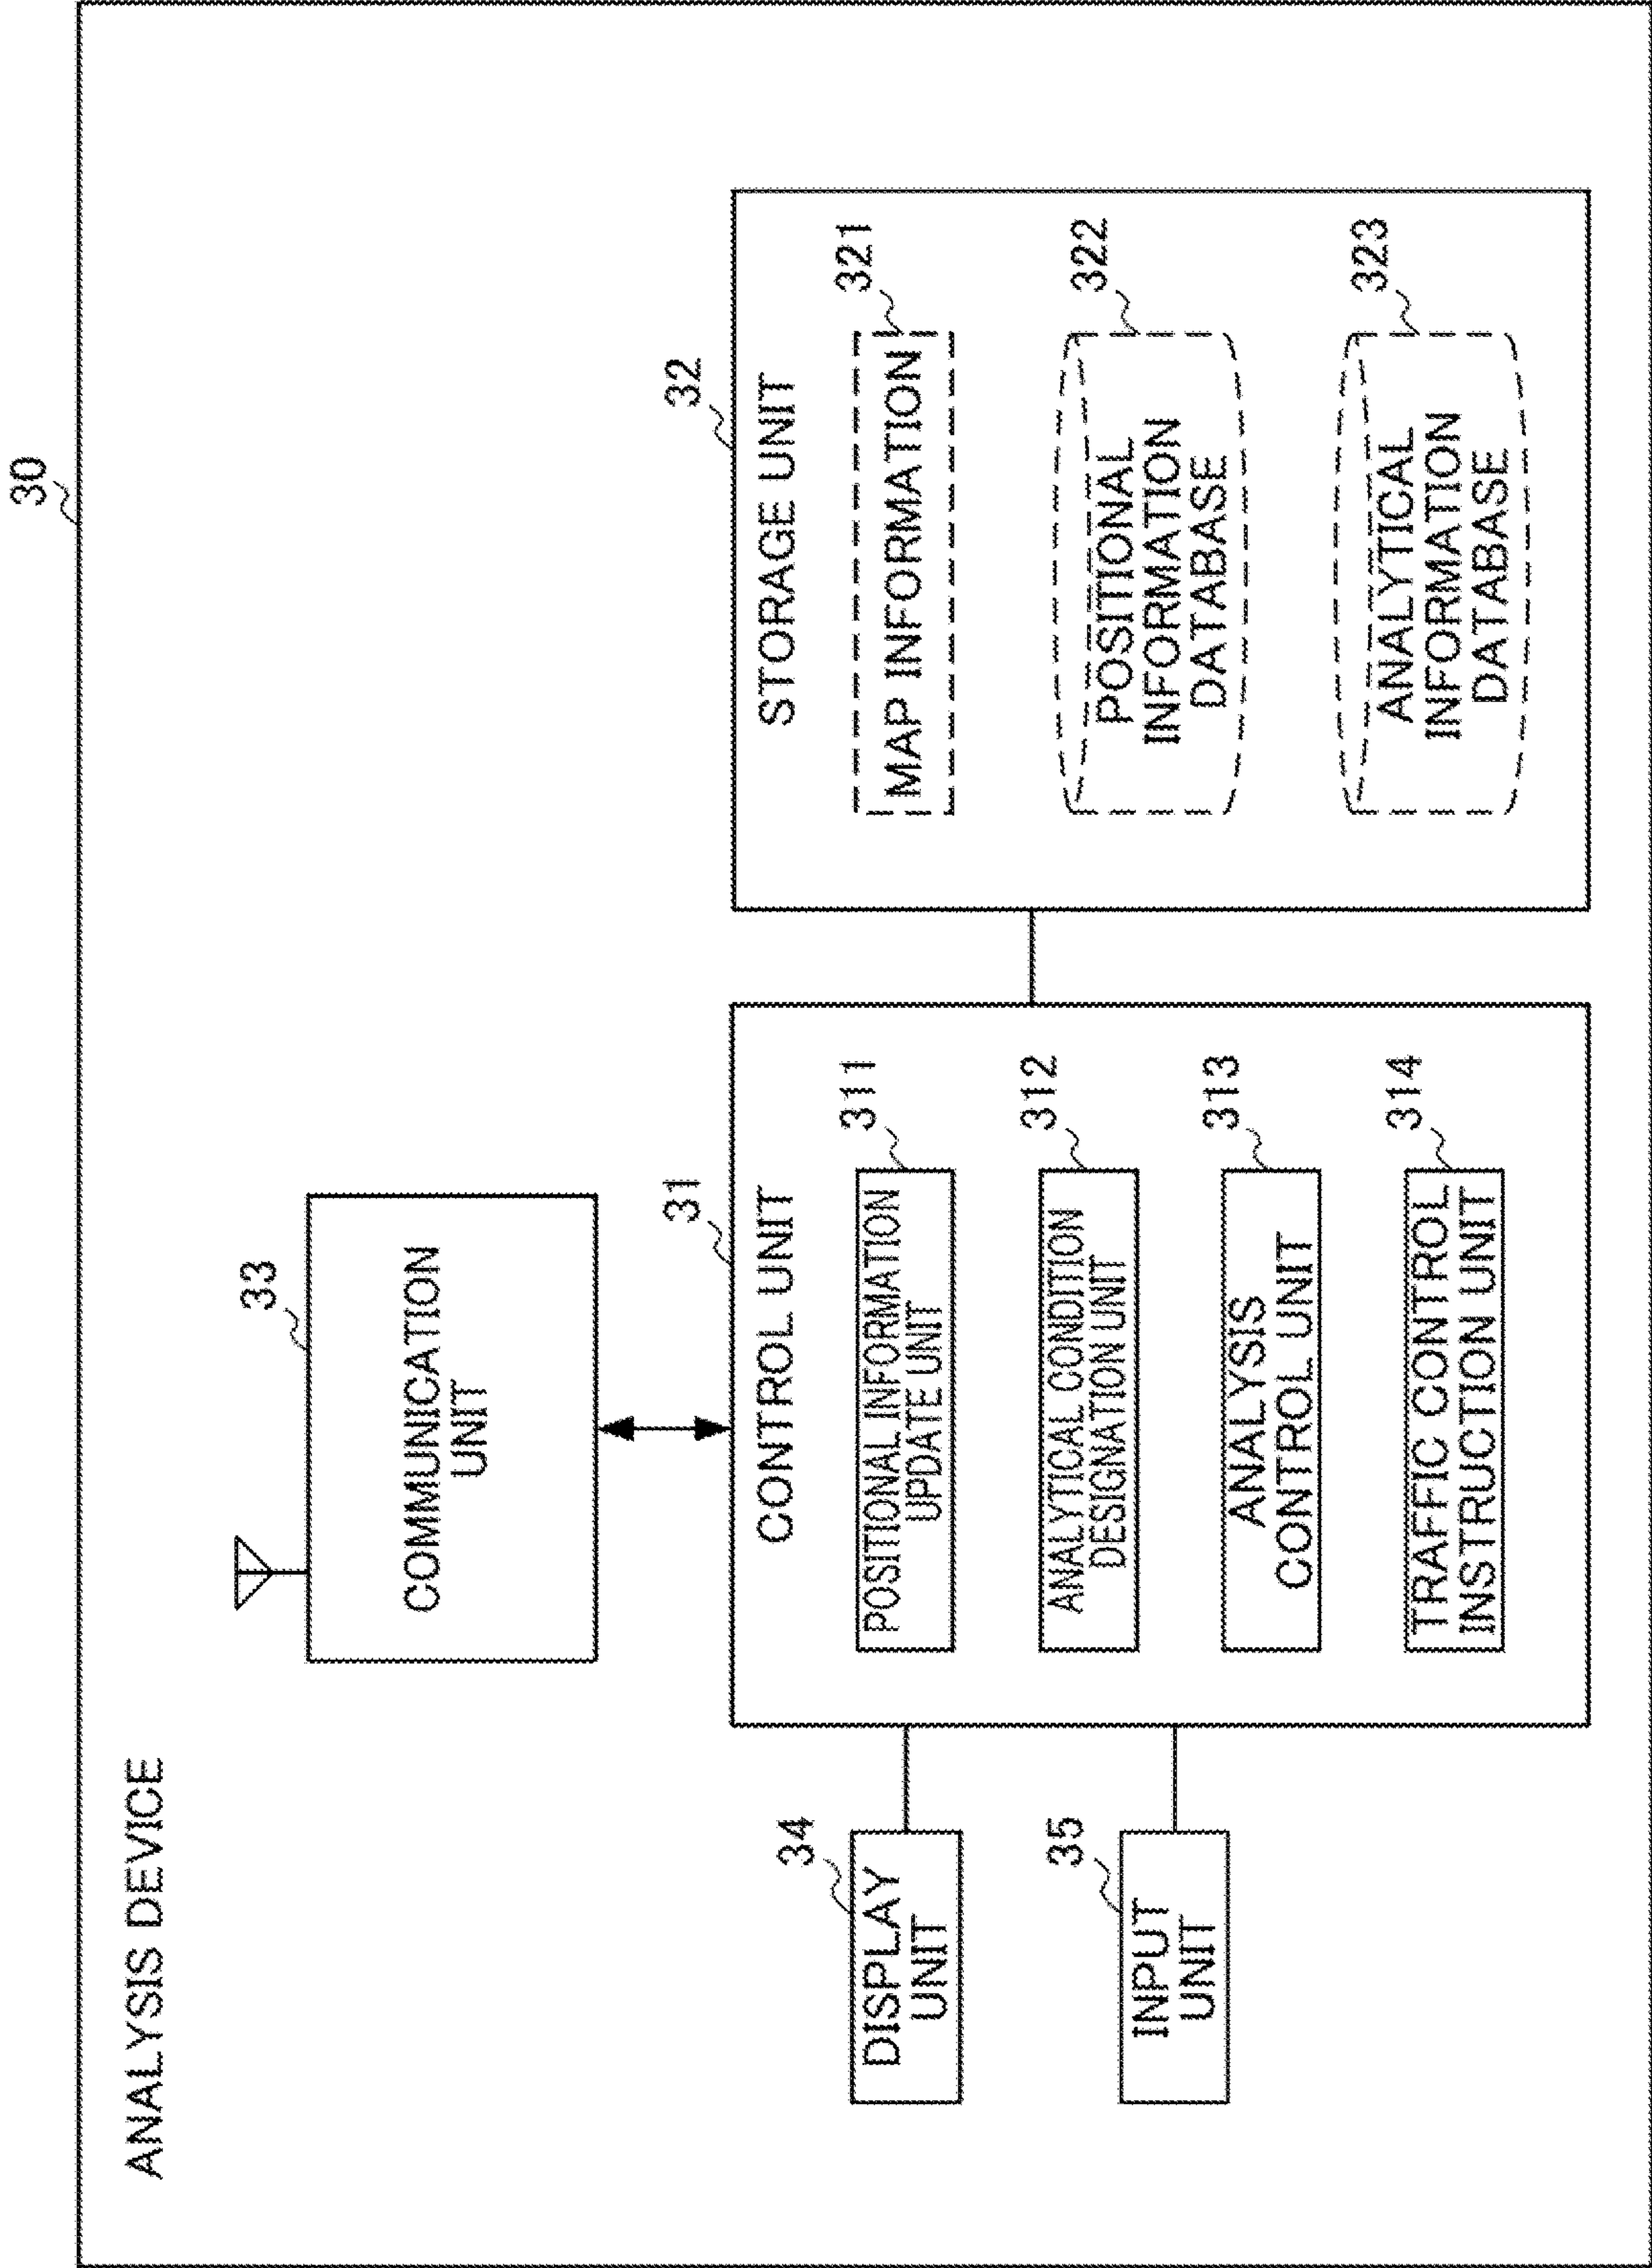 30
ANALYSIS DEVICE
33
COMMUNICATION
UNIT
34
DISPLAY
UNIT
35
INPUT
UNIT
31
CONTROL UNIT
311
POSITIONAL INFORMATION
UPDATE UNIT
312
ANALYTICAL CONDITION
DESIGNATION UNIT
313
ANALYSIS
CONTROL UNIT
314
TRAFFIC CONTROL
INSTRUCTION UNIT
32
STORAGE UNIT
321
MAP INFORMATION
322
POSITIONAL
INFORMATION
DATABASE
323
ANALYTICAL
INFORMATION
DATABASE